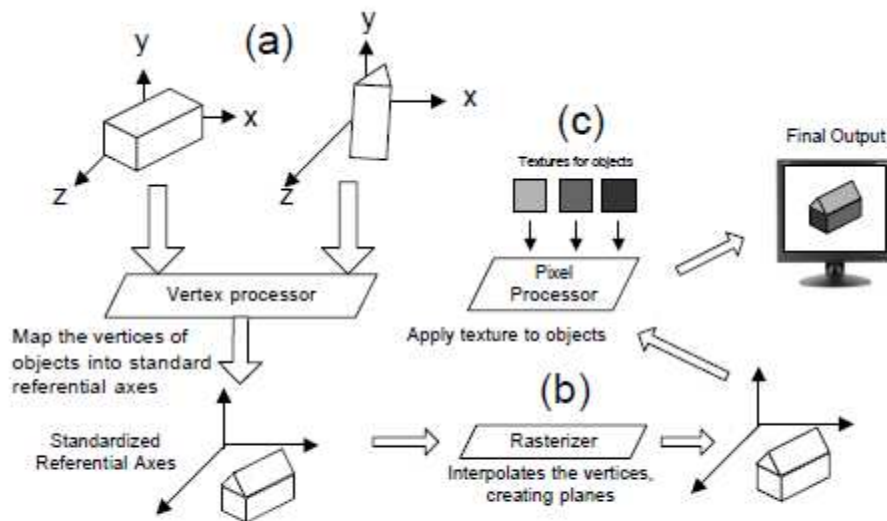 (a)
y
x
z
y
x
z
Vertex processor
Map the vertices of
objects into standard
referential axes
Standardized
Referential Axes
(b)
Rasterizer
Interpolates the vertices,
creating planes
(c)
Textures for objects
Pixel
Processor
Apply texture to objects
Final Output